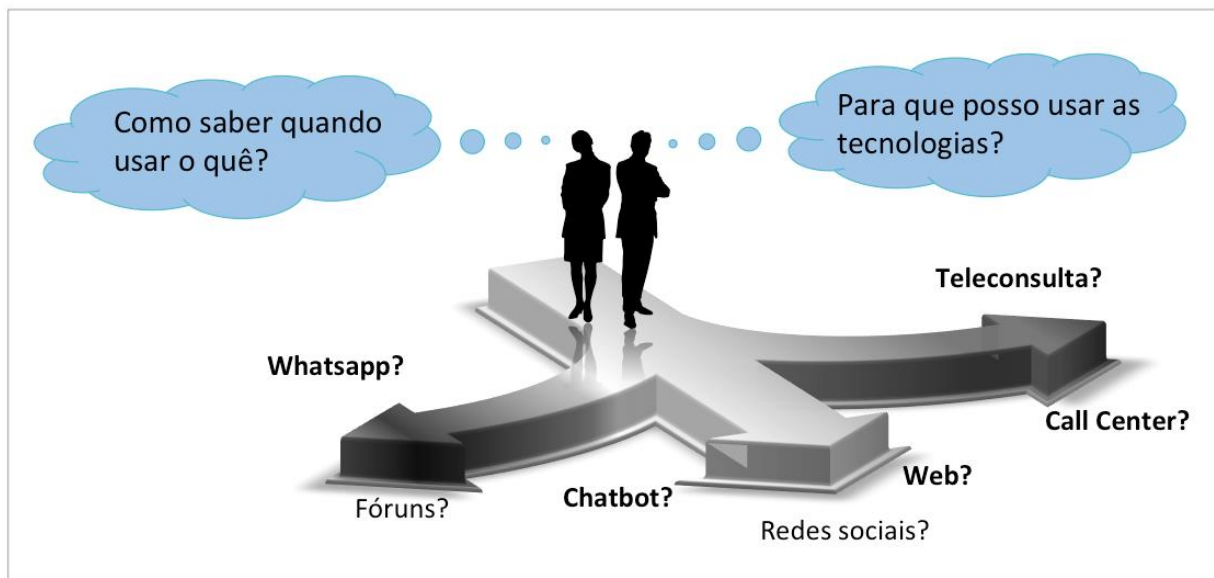 Como saber quando
usar o quê?
Para que posso usar as
tecnologias?
Teleconsulta?
Whatsapp?
Call Center?
Web?
Chatbot?
Fóruns?
Redes sociais?